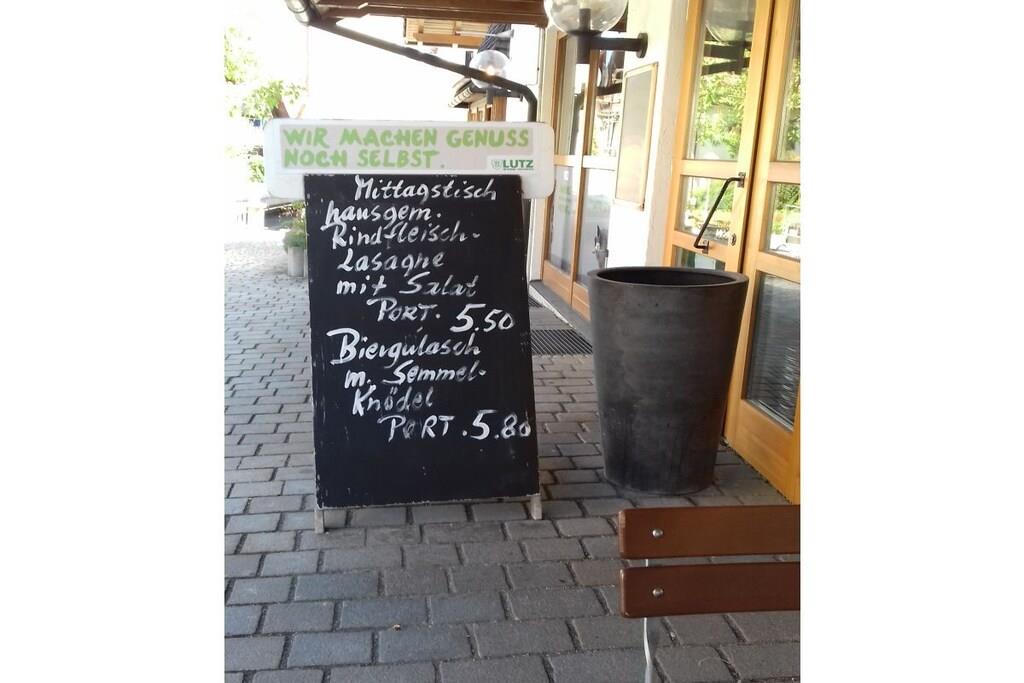 WIR MACHEN GENUSS
NOCH SELBST.
LUTZ
Mittagstisch
hausgem.
Rindfleisch-
Lasagne
mit Salat
PORT. 5.50
Biergulasch
m. Semmel-
Knödel
PORT. 5.80